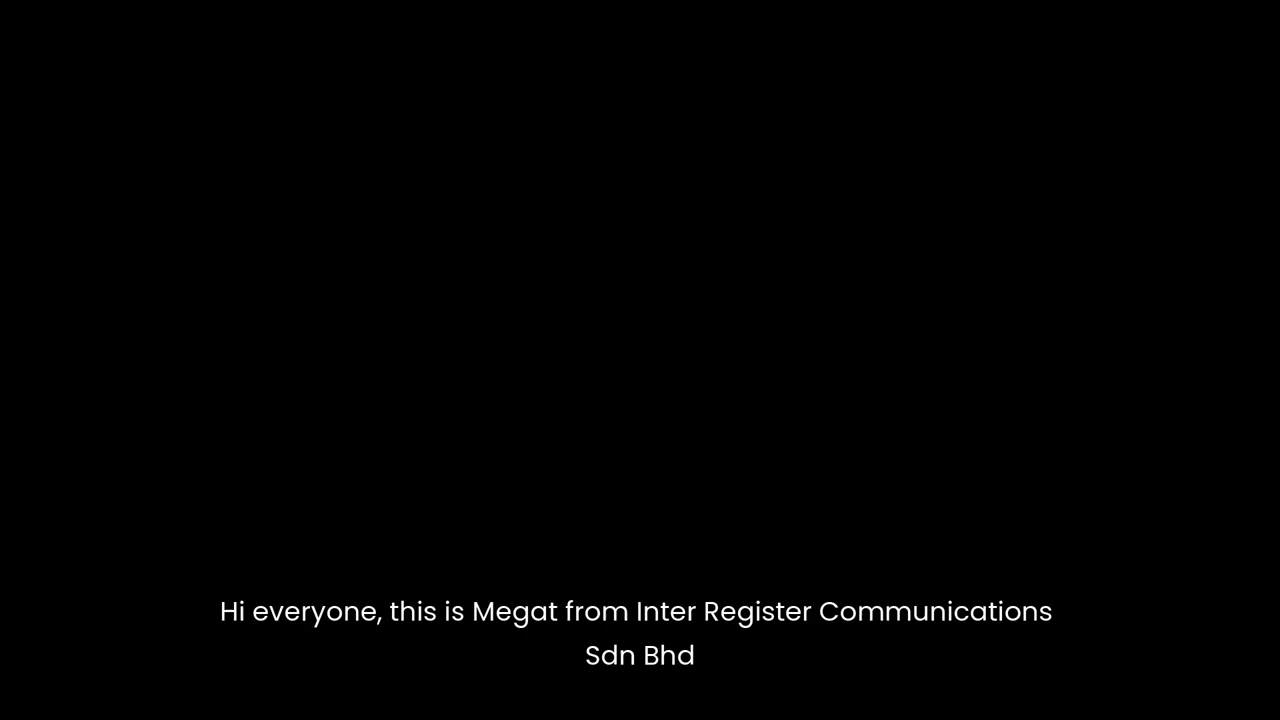 Hi everyone, this is Megat from Inter Register Communications
Sdn Bhd